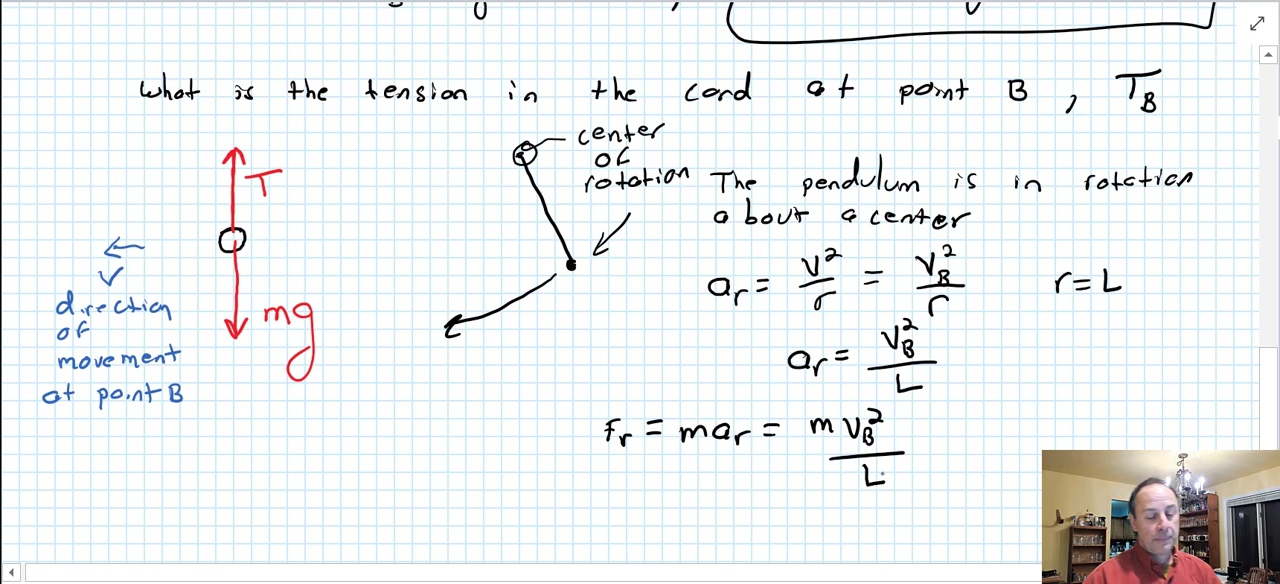 What is the tension in the cord at point B, T_B
center
of
rotation
T
The pendulum is in rotation
about a center
a_r = v²/r = v_B²/r   r = L
mg
direction
of
movement
at point B
a_r = v_B²/L
F_r = ma_r = mv_B²/L